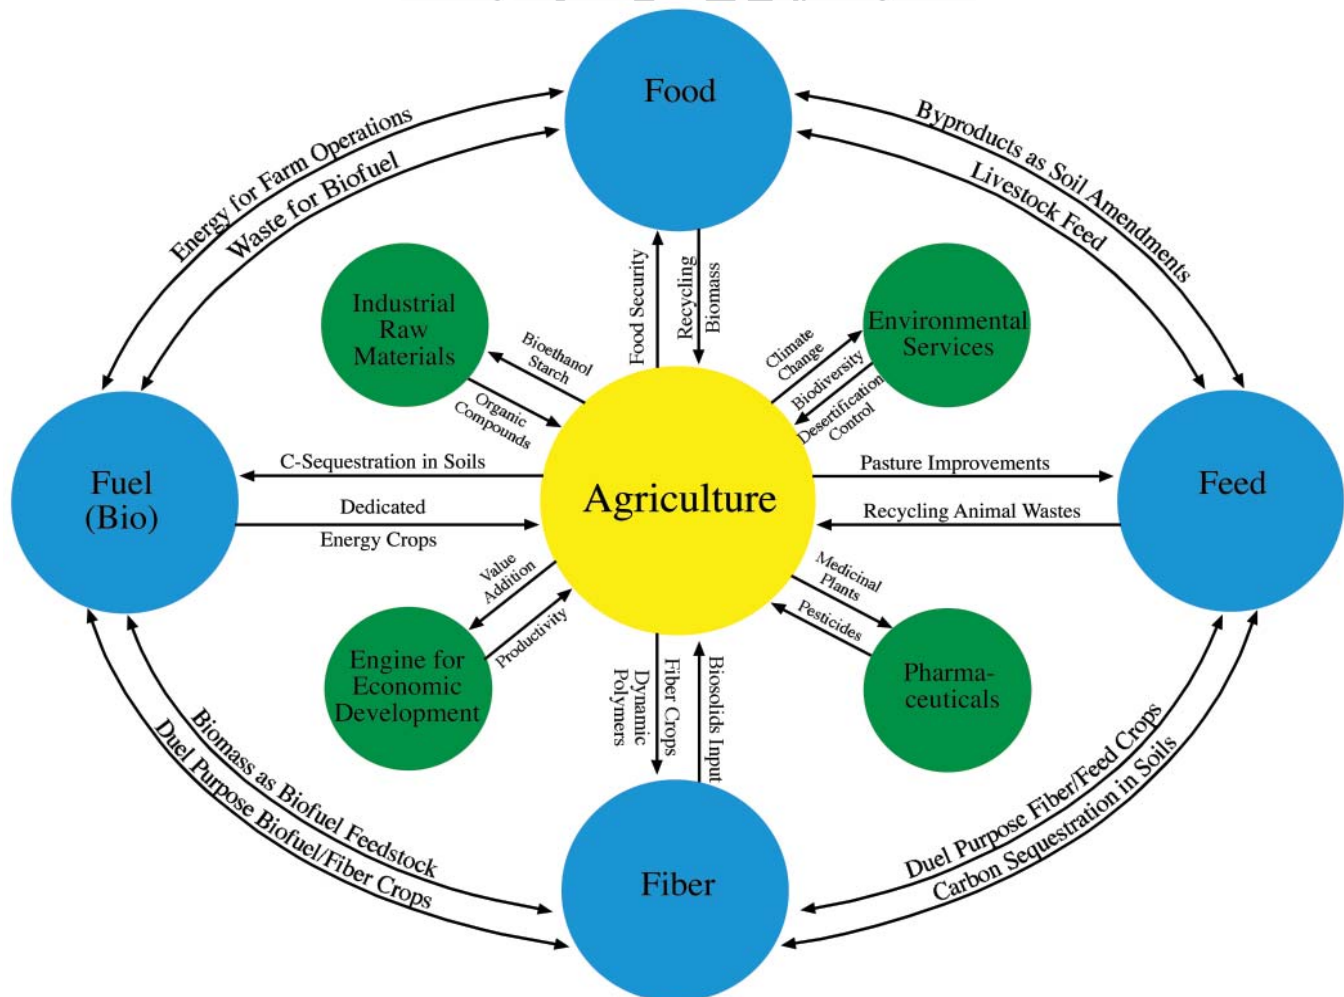 Food
Energy for Farm Operations
Waste for Biofuel
Byproducts as Soil Amendments
Livestock Feed
Industrial
Raw
Materials
Bioethanol
Starch
Organic
Compounds
Food Security
Recycling
Biomass
Climate
Change
Biodiversity
Desertification
Control
Environmental
Services
Fuel
(Bio)
C-Sequestration in Soils
Dedicated
Energy Crops
Agriculture
Pasture Improvements
Recycling Animal Wastes
Feed
Value
Addition
Productivity
Engine for
Economic
Development
Fiber Crops
Dynamic
Polymers
Biosolids Input
Medicinal
Plants
Pesticides
Pharma-
ceuticals
Biomass as Biofuel Feedstock
Duel Purpose Biofuel/Fiber Crops
Fiber
Duel Purpose Fiber/Feed Crops
Carbon Sequestration in Soils